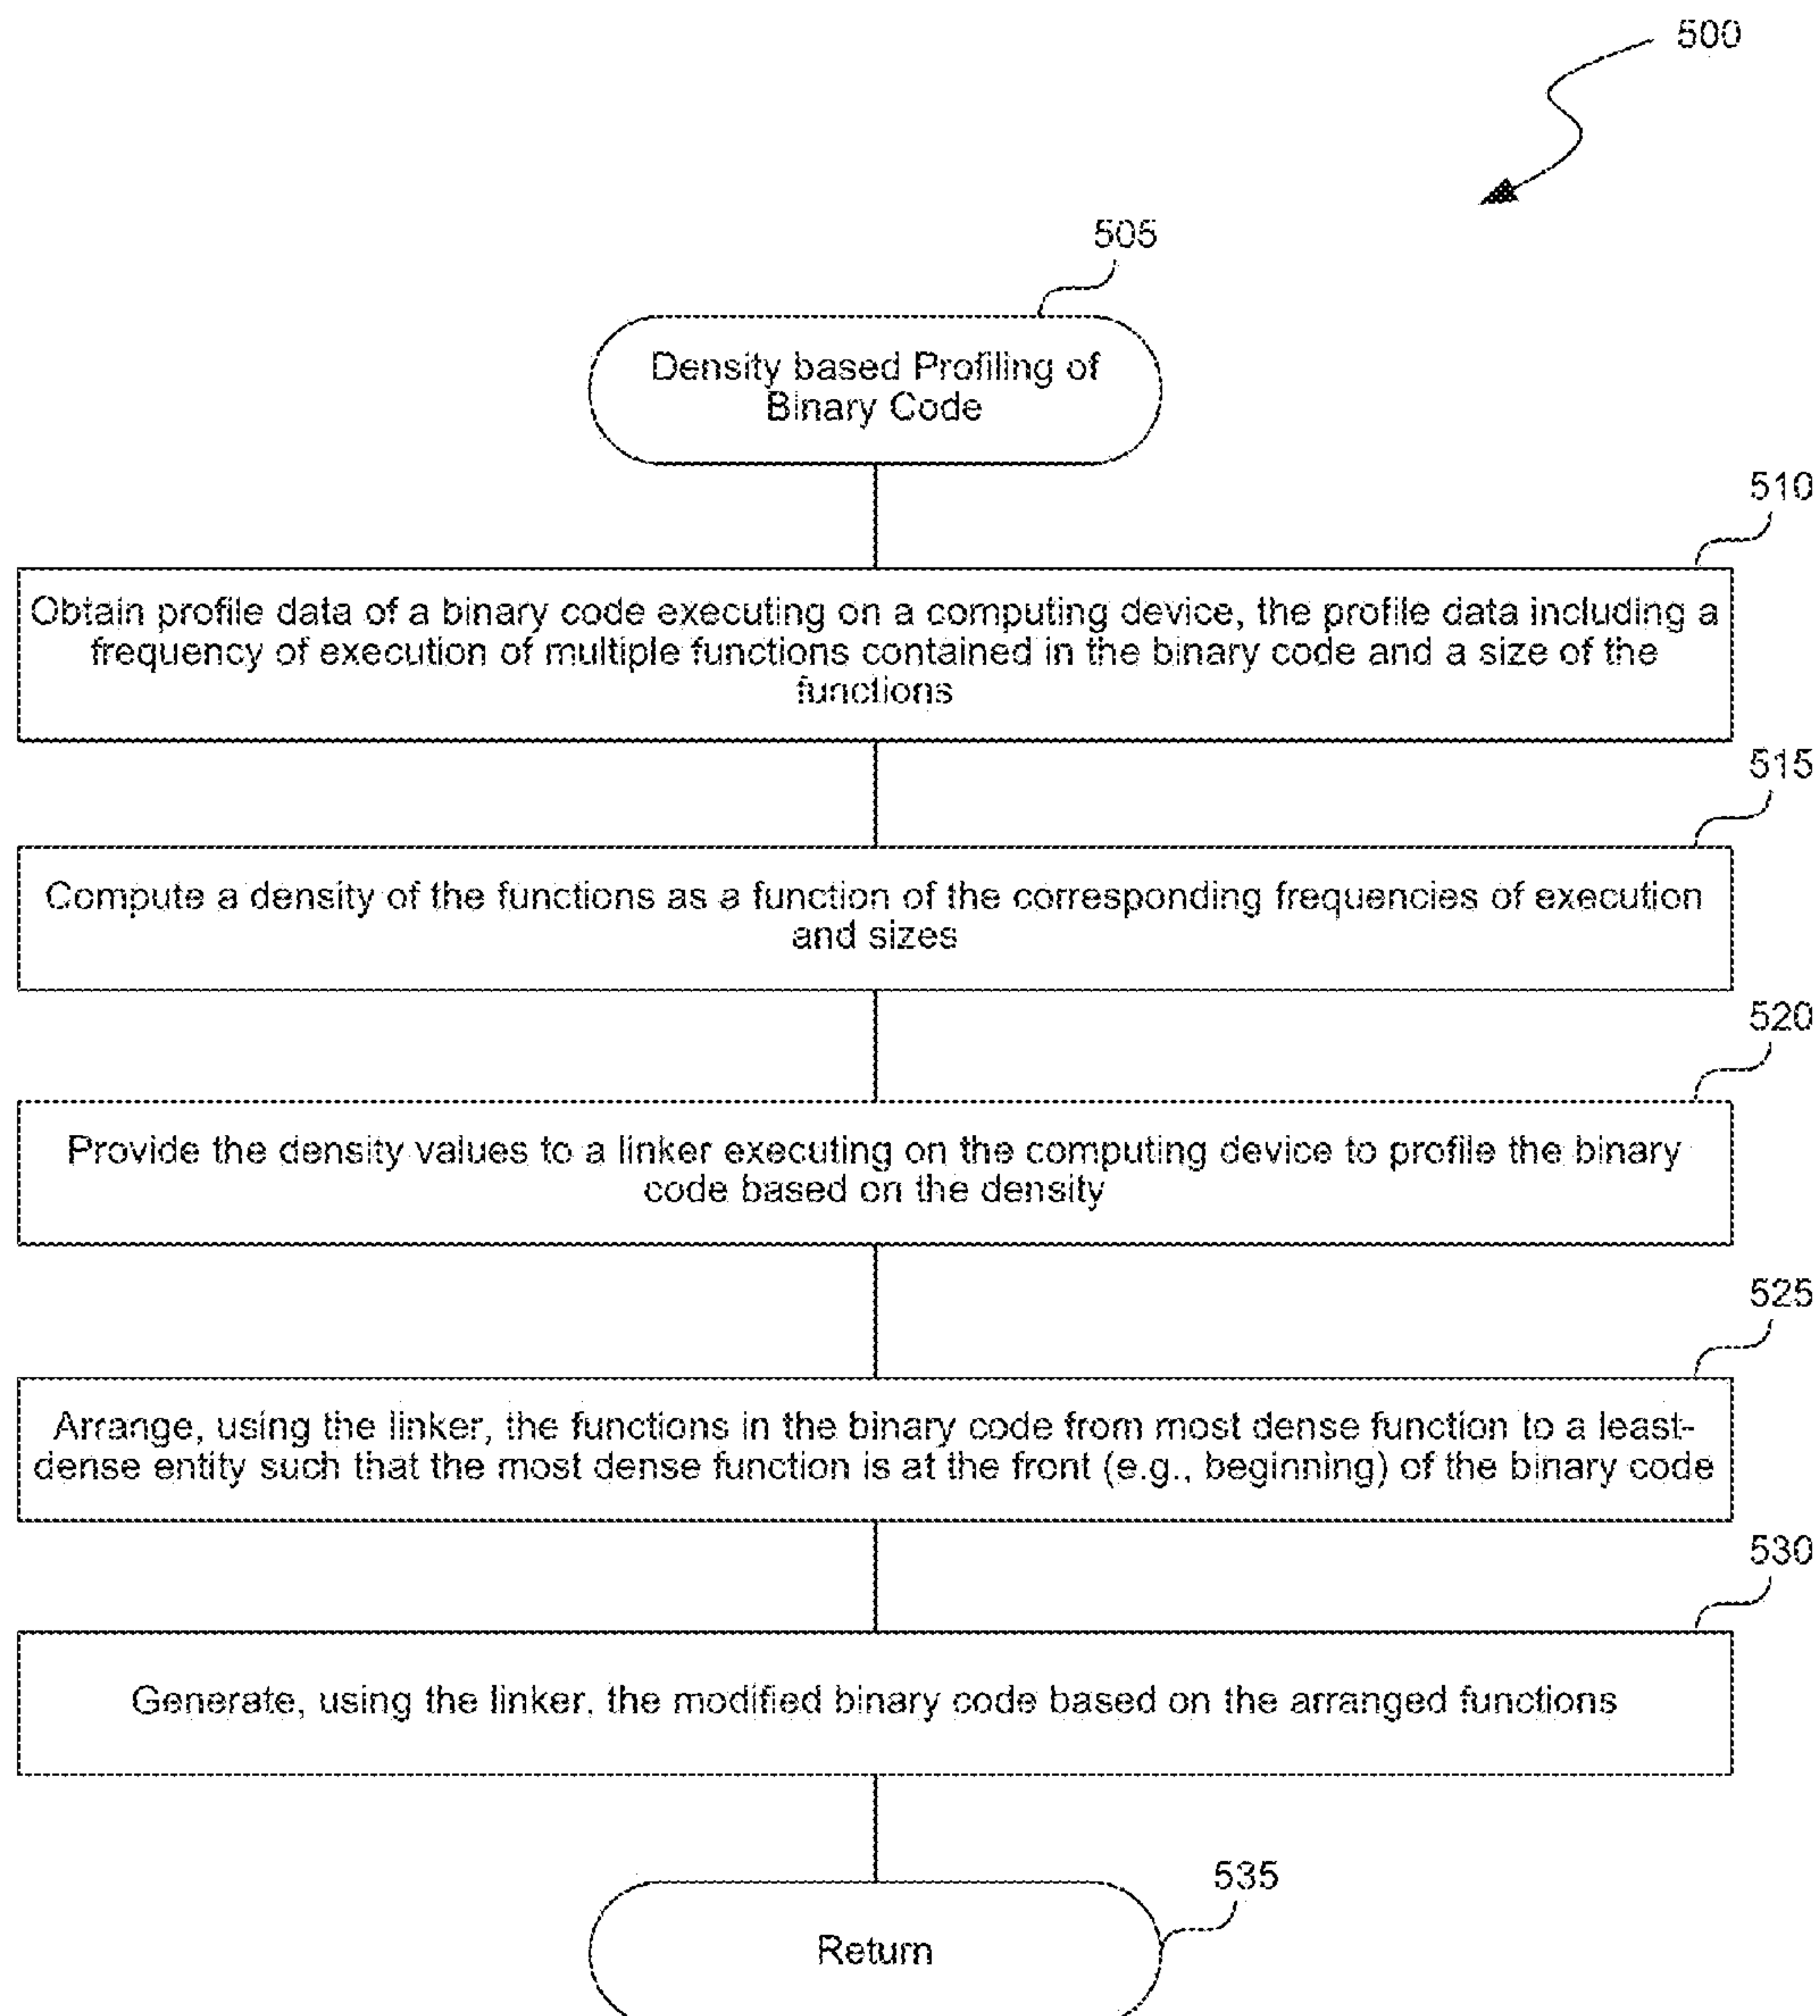 500
505
Density based Profiling of
Binary Code
510
Obtain profile data of a binary code executing on a computing device, the profile data including a
frequency of execution of multiple functions contained in the binary code and a size of the
functions
515
Compute a density of the functions as a function of the corresponding frequencies of execution
and sizes
520
Provide the density values to a linker executing on the computing device to profile the binary
code based on the density
525
Arrange, using the linker, the functions in the binary code from most dense function to a least-
dense entity such that the most dense function is at the front (e.g., beginning) of the binary code
530
Generate, using the linker, the modified binary code based on the arranged functions
535
Return